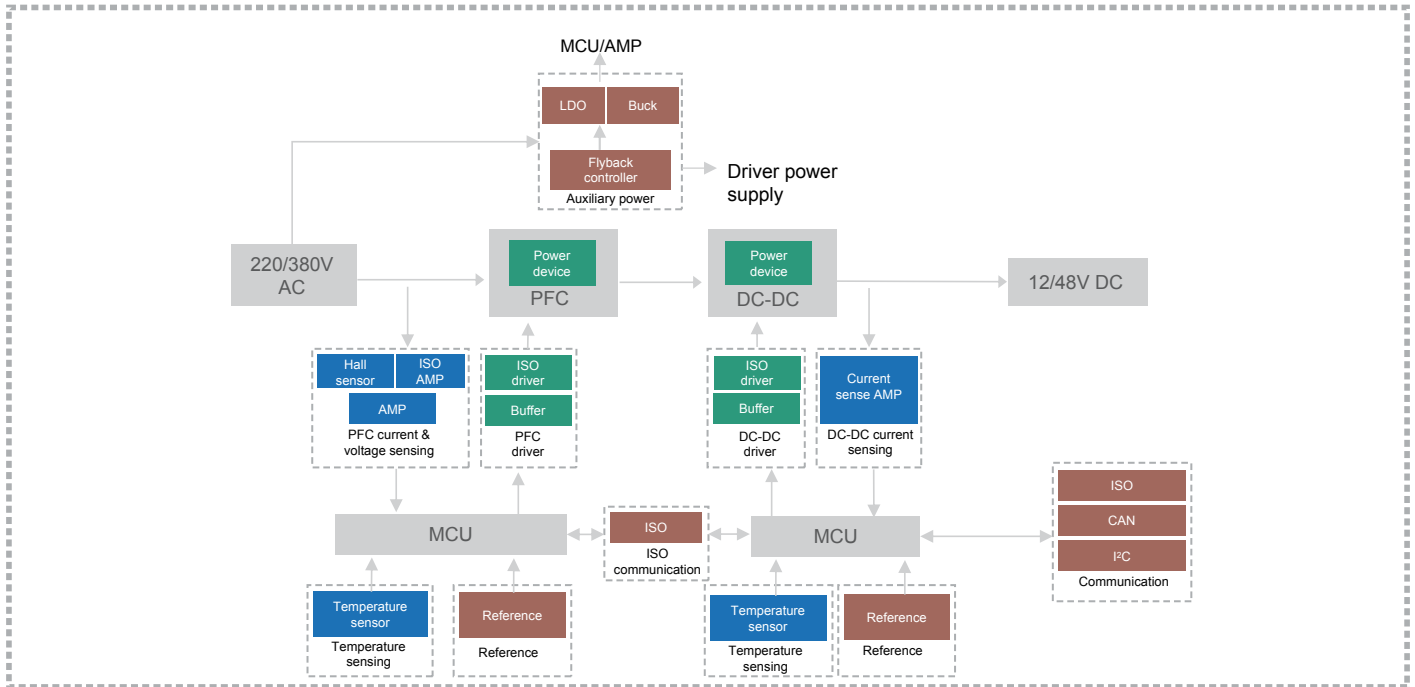 MCU/AMP
LDO
Buck
Flyback
controller
Auxiliary power
Driver power
supply
220/380V
AC
Power
device
PFC
Power
device
DC-DC
12/48V DC
Hall
sensor
ISO
AMP
AMP
PFC current &
voltage sensing
ISO
driver
Buffer
PFC
driver
ISO
driver
Buffer
DC-DC
driver
Current
sense AMP
DC-DC current
sensing
MCU
ISO
ISO
communication
MCU
ISO
CAN
I²C
Communication
Temperature
sensor
Temperature
sensing
Reference
Reference
Temperature
sensor
Temperature
sensing
Reference
Reference